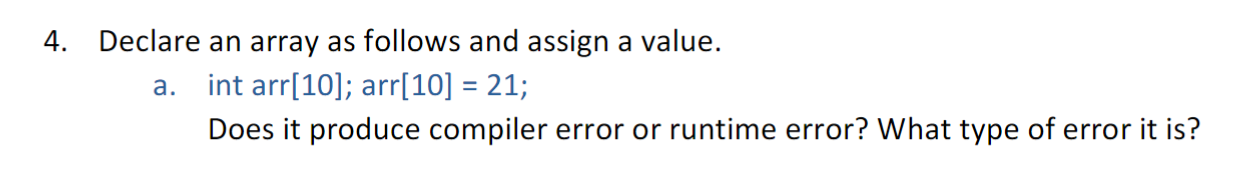 4. Declare an array as follows and assign a value.
a. int arr[10]; arr[10] = 21;
Does it produce compiler error or runtime error? What type of error it is?